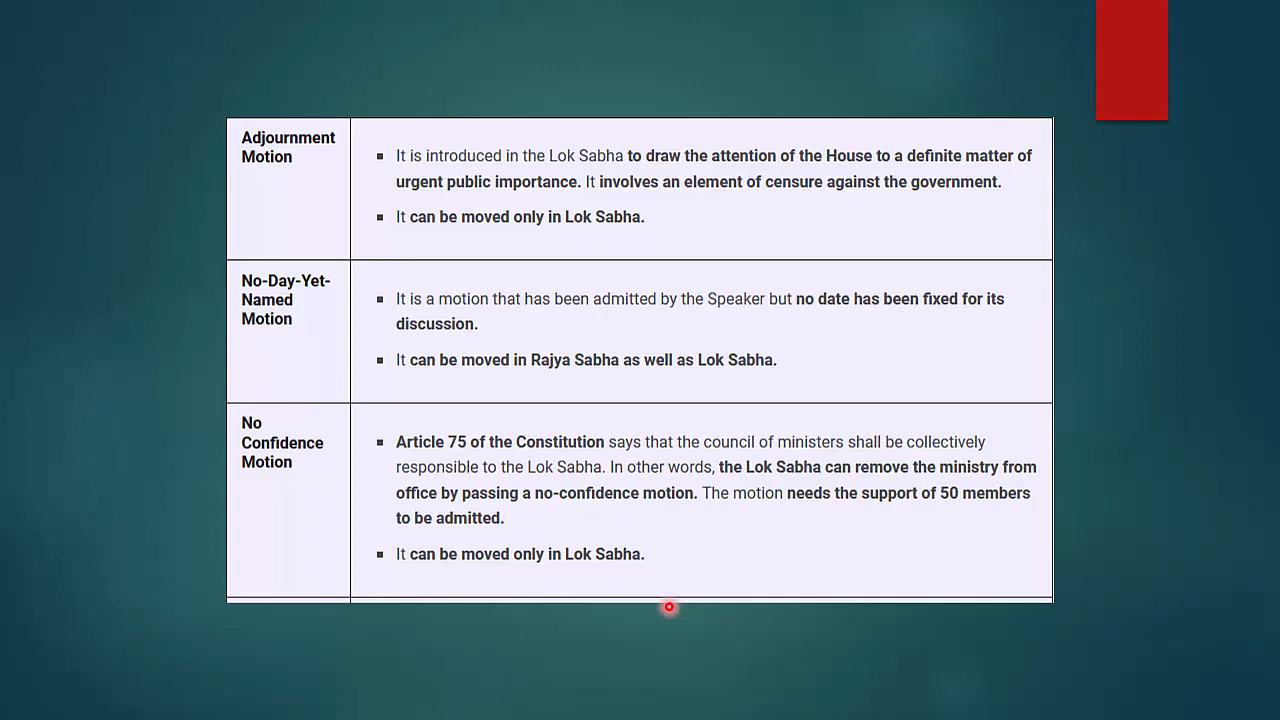 Adjournment
Motion
It is introduced in the Lok Sabha to draw the attention of the House to a definite matter of
urgent public importance. It involves an element of censure against the government.
It can be moved only in Lok Sabha.
No-Day-Yet-
Named
Motion
It is a motion that has been admitted by the Speaker but no date has been fixed for its
discussion.
It can be moved in Rajya Sabha as well as Lok Sabha.
No
Confidence
Motion
Article 75 of the Constitution says that the council of ministers shall be collectively
responsible to the Lok Sabha. In other words, the Lok Sabha can remove the ministry from
office by passing a no-confidence motion. The motion needs the support of 50 members
to be admitted.
It can be moved only in Lok Sabha.